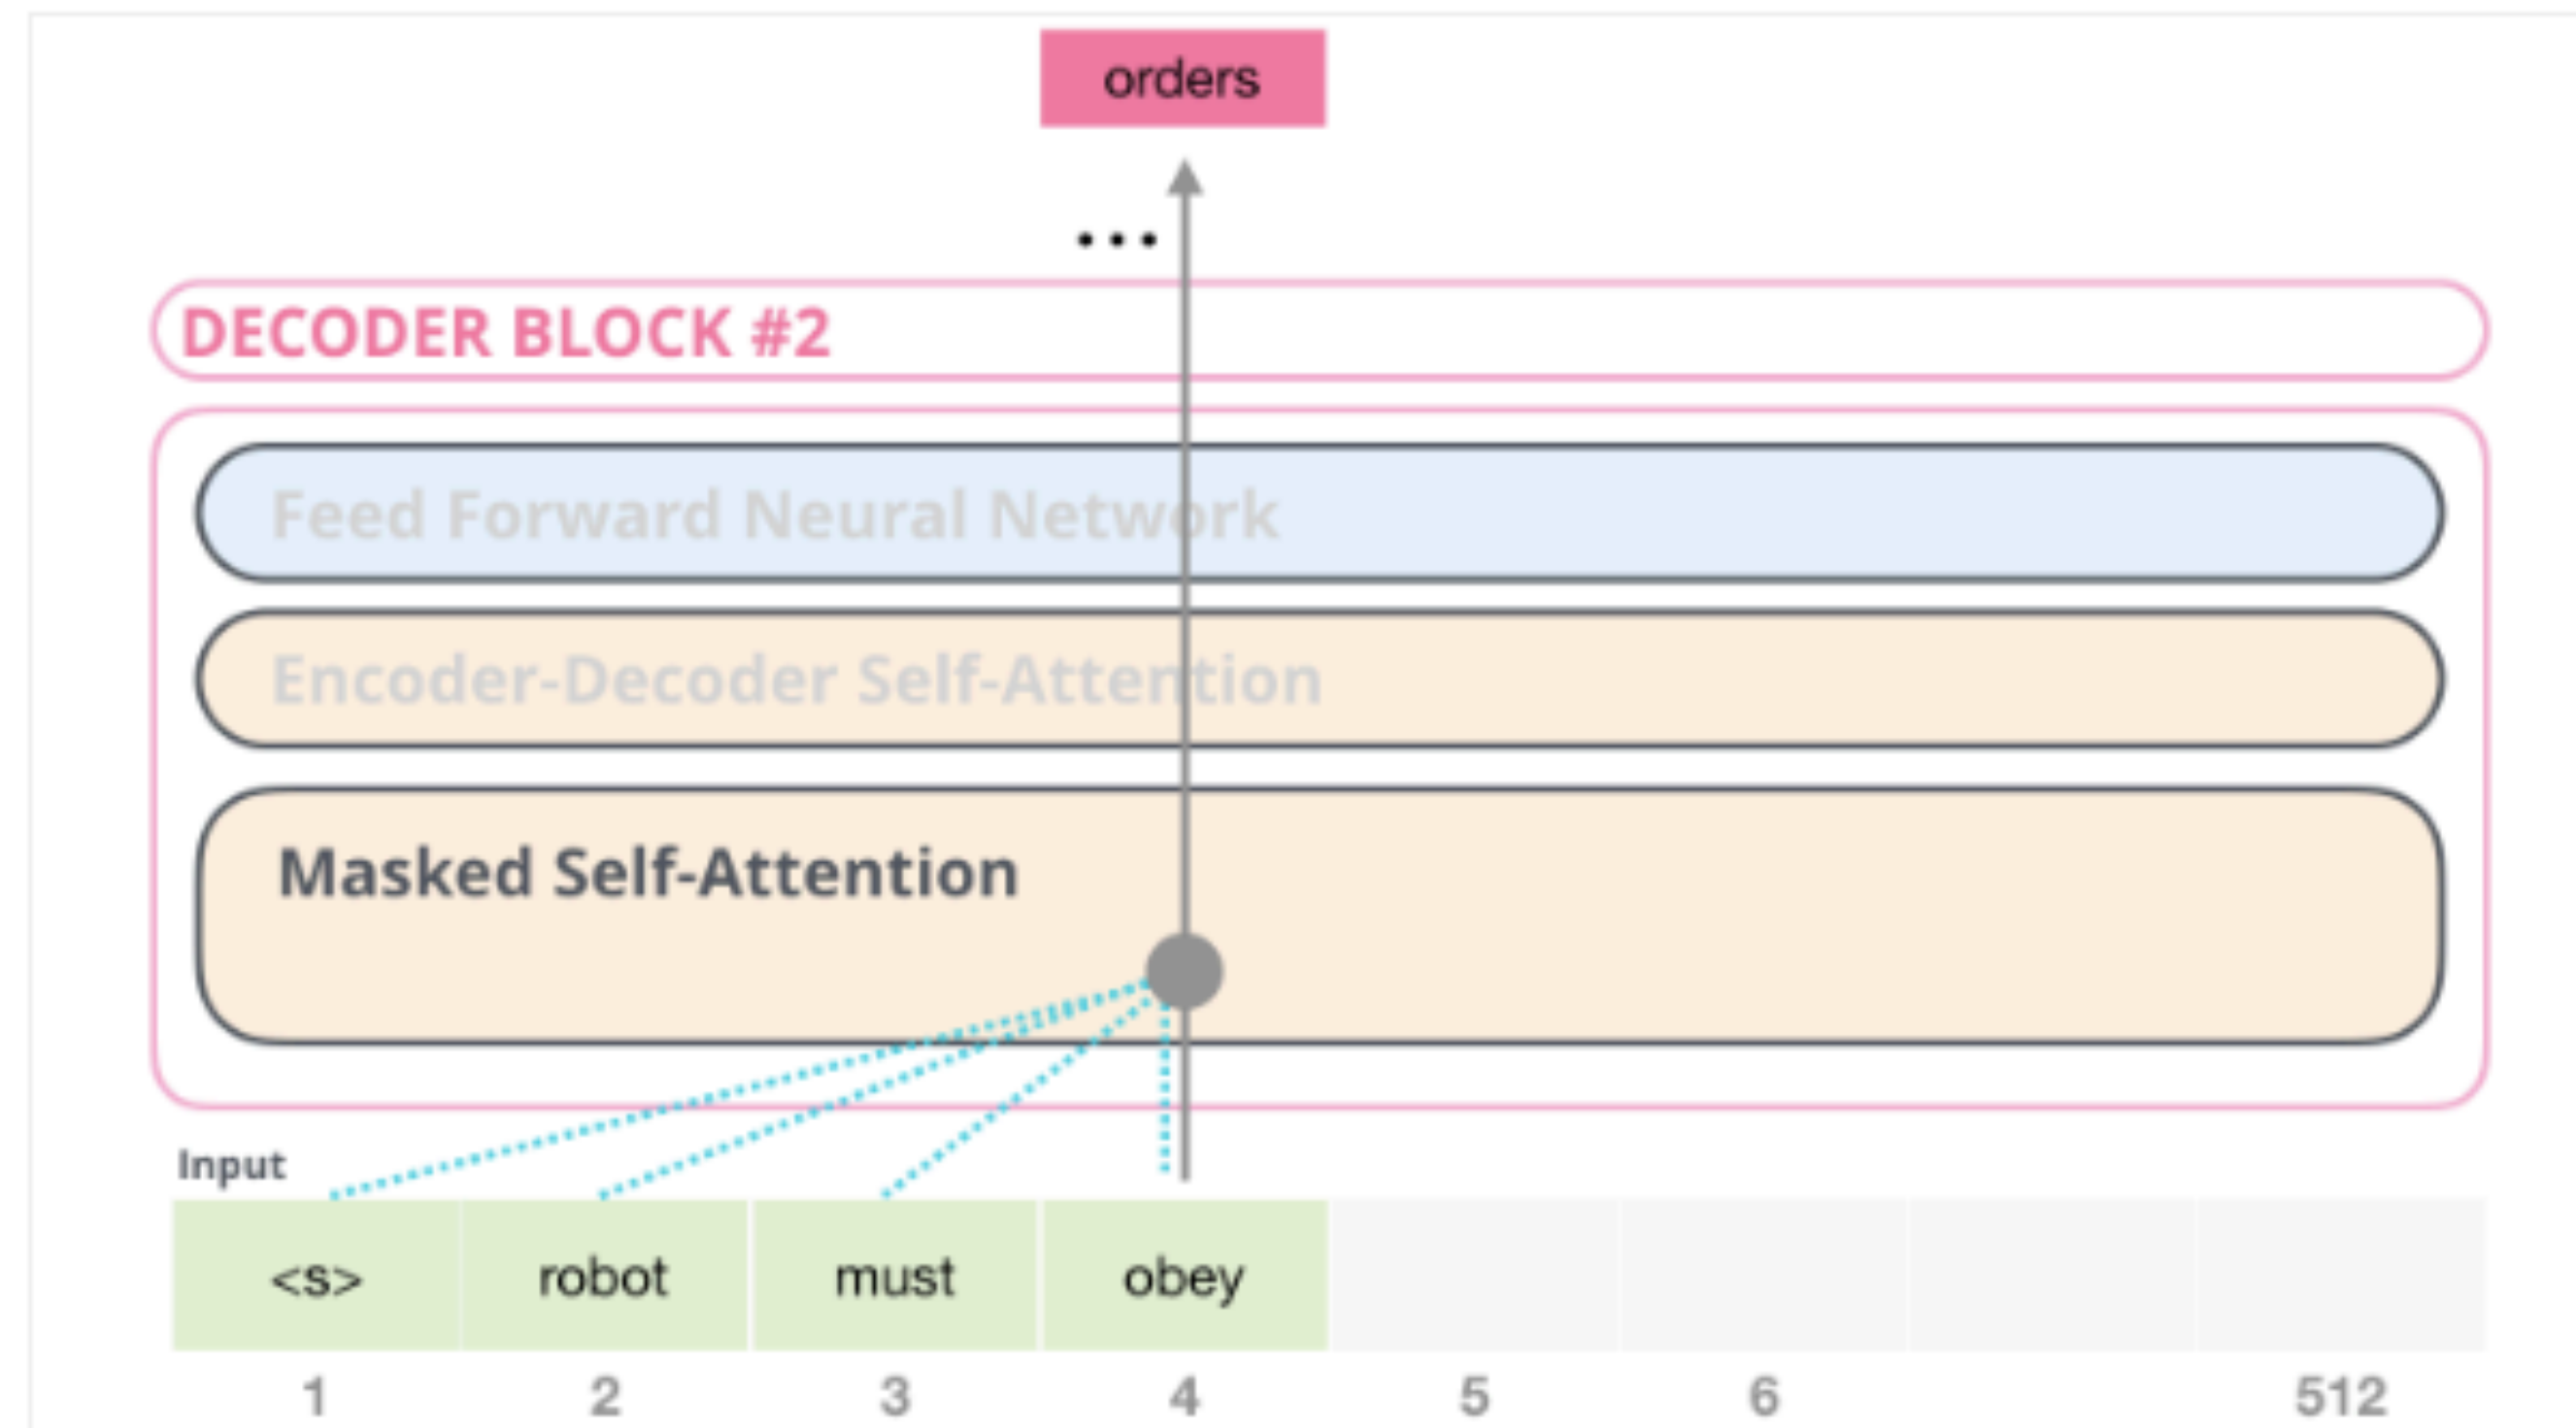 orders
...
DECODER BLOCK #2
Feed Forward Neural Network
Encoder-Decoder Self-Attention
Masked Self-Attention
Input
<s> robot must obey
1 2 3 4 5 6 512